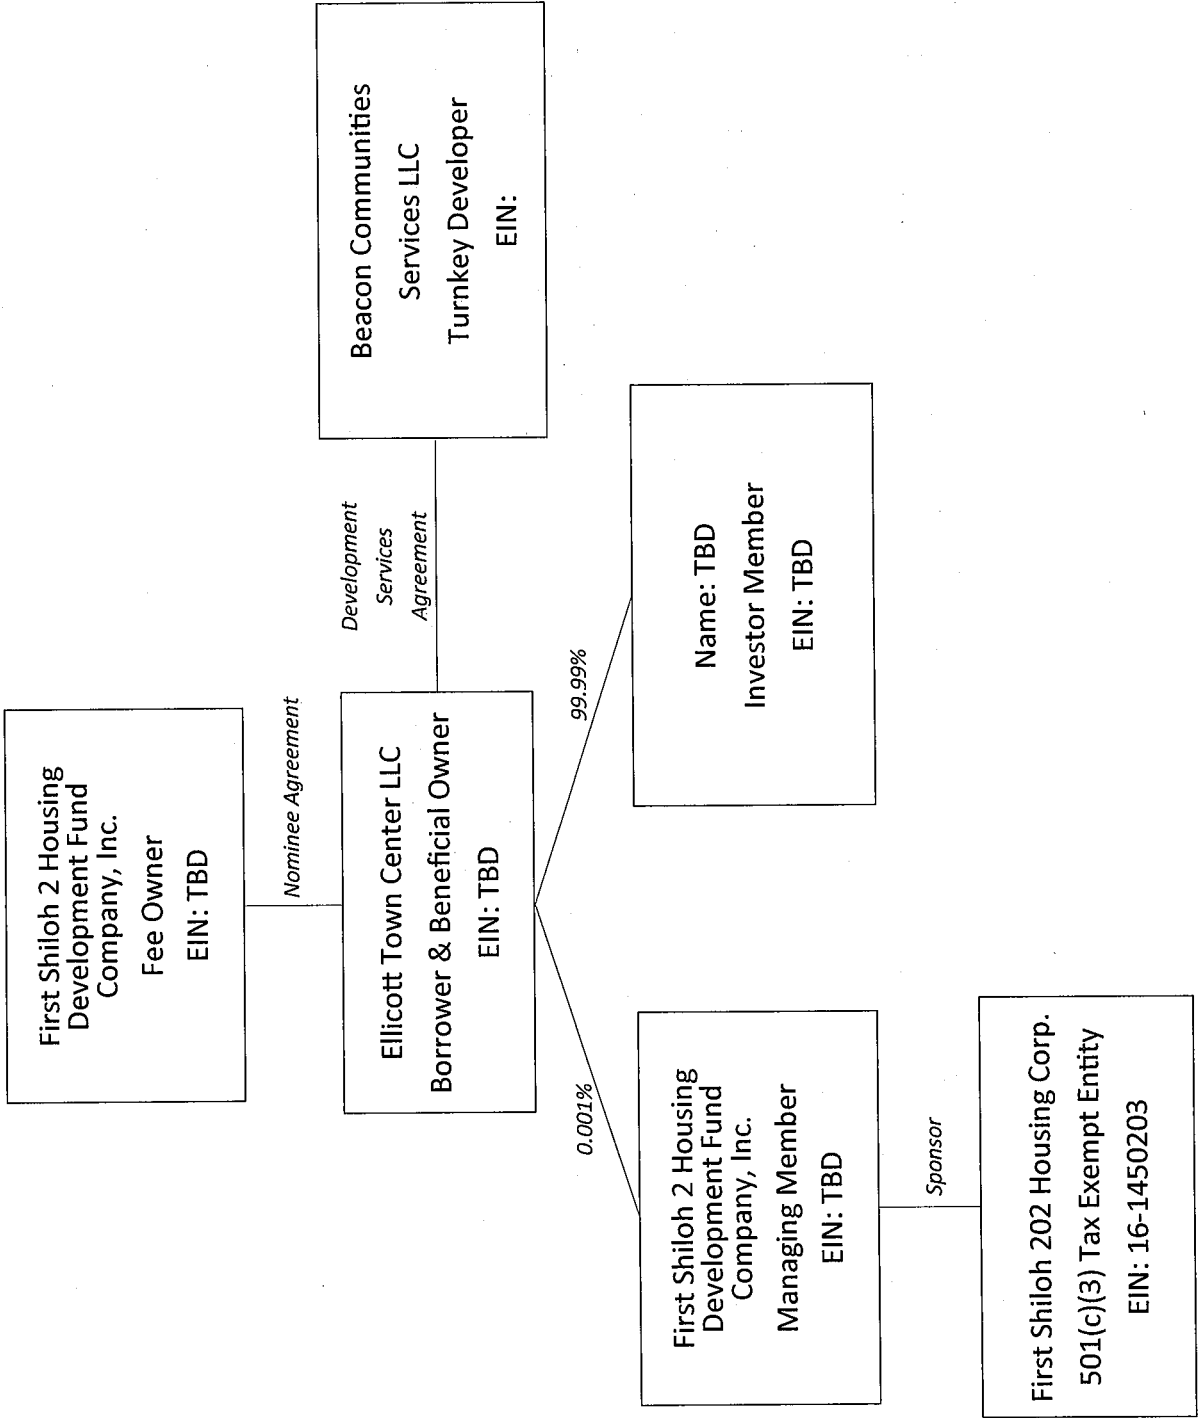 First Shiloh 2 Housing
Development Fund
Company, Inc.
Fee Owner
EIN: TBD
Nominee Agreement
Ellicott Town Center LLC
Borrower & Beneficial Owner
EIN: TBD
Development
Services
Agreement
Beacon Communities
Services LLC
Turnkey Developer
EIN:
0.001%
99.99%
First Shiloh 2 Housing
Development Fund
Company, Inc.
Managing Member
EIN: TBD
Name: TBD
Investor Member
EIN: TBD
Sponsor
First Shiloh 202 Housing Corp.
501(c)(3) Tax Exempt Entity
EIN: 16-1450203